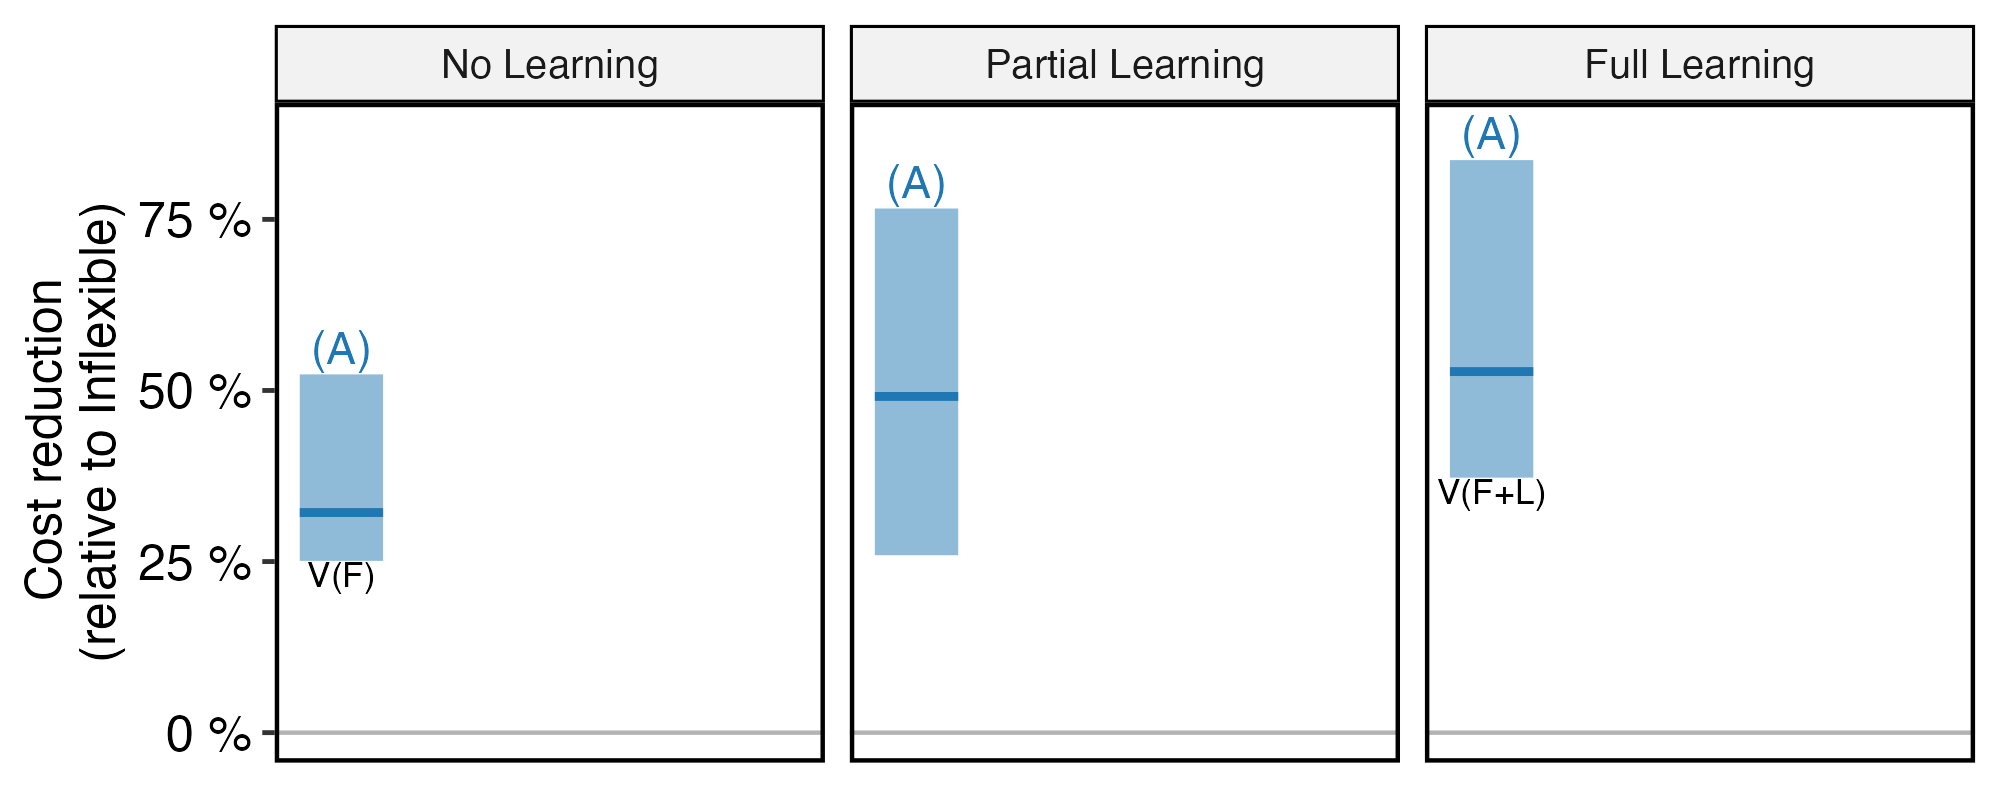 No Learning
Partial Learning
Full Learning
Cost reduction
(relative to Inflexible)
75 %
50 %
25 %
0 %
(A)
V(F)
(A)
(A)
V(F+L)